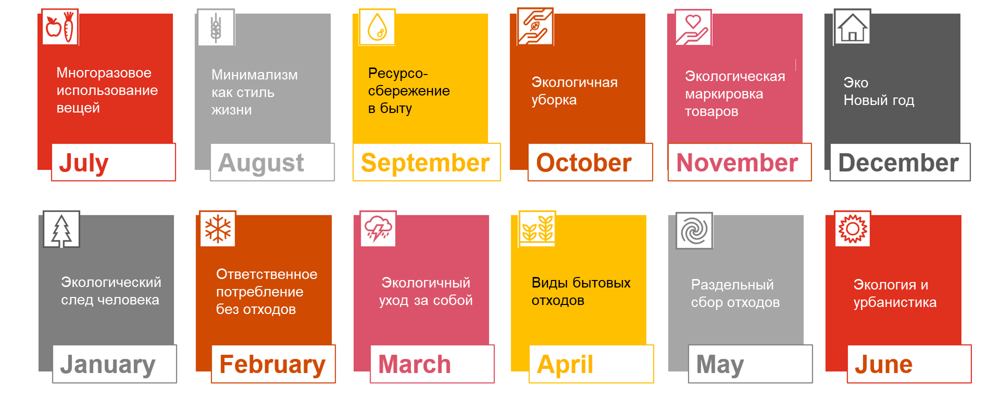 Многоразовое
использование
вещей
July
Минимализм
как стиль
жизни
August
Ресурсо-
сбережение
в быту
September
Экологичная
уборка
October
Экологическая
маркировка
товаров
November
Эко
Новый год
December
Экологический
след человека
January
Ответственное
потребление
без отходов
February
Экологичный
уход за собой
March
Виды бытовых
отходов
April
Раздельный
сбор отходов
May
Экология и
урбанистика
June